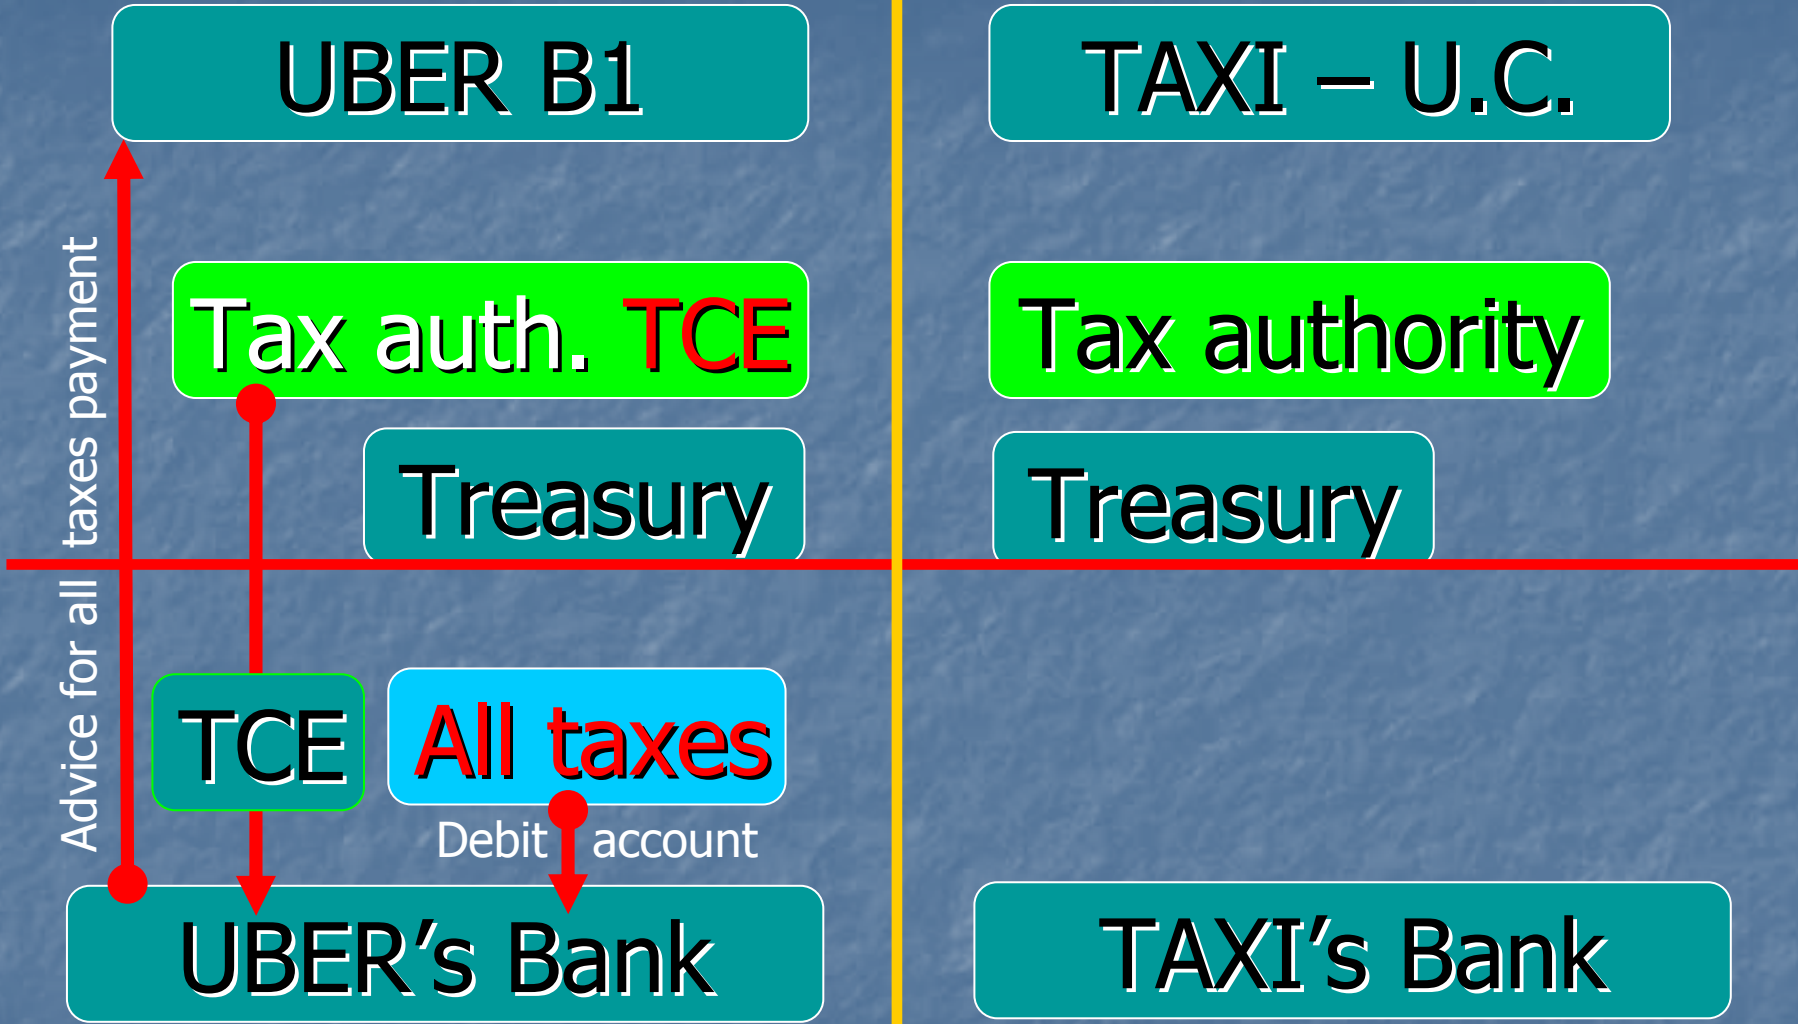 UBER B1
TAXI – U.C.
Advice for all taxes payment
Tax auth. TCE
Tax authority
Treasury
Treasury
TCE
All taxes
Debit account
UBER’s Bank
TAXI’s Bank